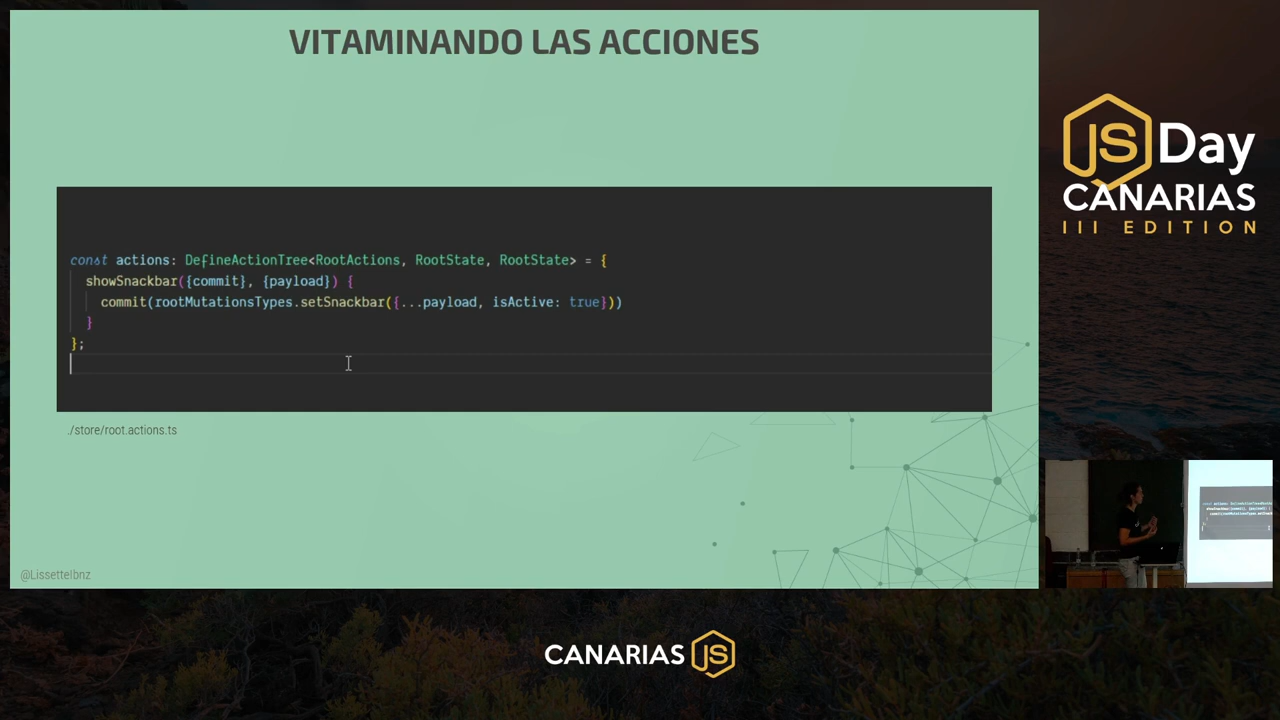 VITAMINANDO LAS ACCIONES
const actions: DefineActionTree<RootActions, RootState, RootState> = {
showSnackbar({commit}, {payload}) {
commit(rootMutationsTypes.setSnackbar({...payload, isActive: true}))
}
};
./store/root.actions.ts
@Lissettelbnz
JS Day
CANARIAS
III EDITION
CANARIAS JS